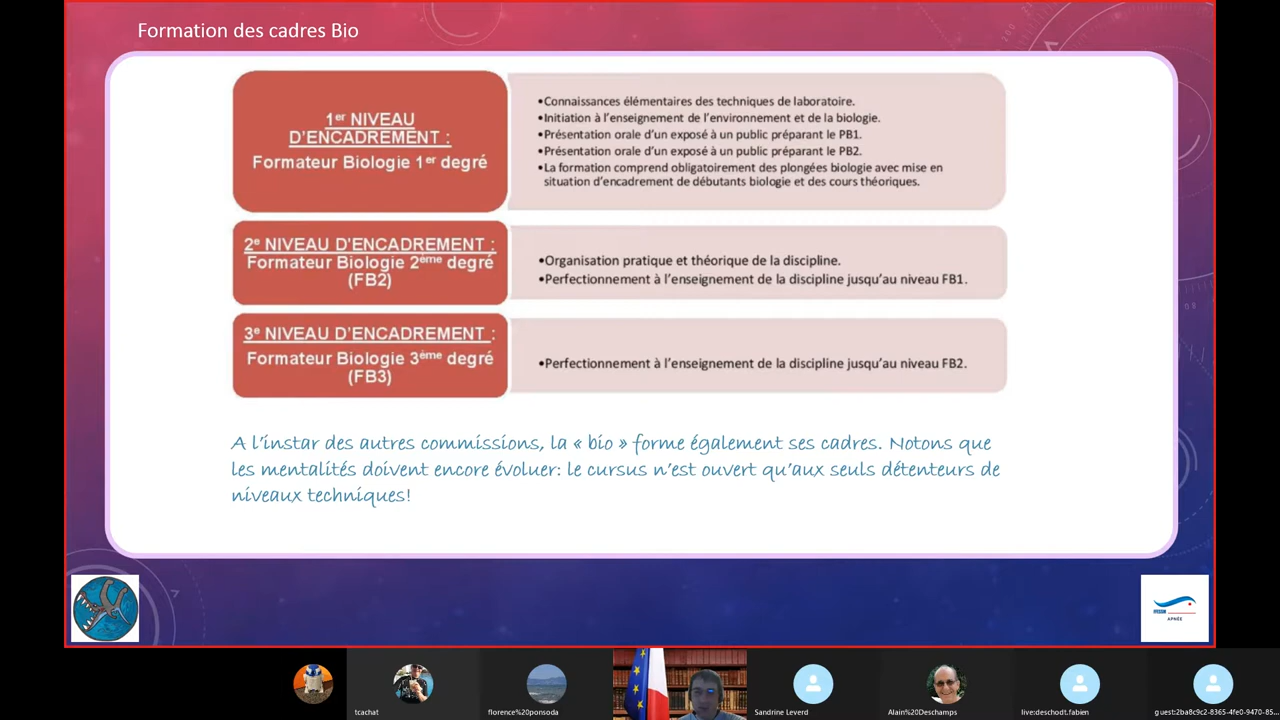 Formation des cadres Bio
1er NIVEAU
D'ENCADREMENT :
Formateur Biologie 1er degré
•Connaissances élémentaires des techniques de laboratoire.
•Initiation à l'enseignement de l'environnement et de la biologie.
•Présentation orale d'un exposé à un public préparant le PB1.
•Présentation orale d'un exposé à un public préparant le PB2.
•La formation comprend obligatoirement des plongées biologie avec mise en
situation d'encadrement de débutants biologie et des cours théoriques.
2e NIVEAU D'ENCADREMENT :
Formateur Biologie 2ème degré
(FB2)
•Organisation pratique et théorique de la discipline.
•Perfectionnement à l'enseignement de la discipline jusqu'au niveau FB1.
3e NIVEAU D'ENCADREMENT :
Formateur Biologie 3ème degré
(FB3)
•Perfectionnement à l'enseignement de la discipline jusqu'au niveau FB2.
A l'instar des autres commissions, la « bio » forme également ses cadres. Notons que
les mentalités doivent encore évoluer: le cursus n'est ouvert qu'aux seuls détenteurs de
niveaux techniques!
FFESSM
APNÉE
tcachat
florence%20ponsoda
Sandrine Leverd
Alain%20Deschamps
live:deschodt.fabien
guest:2ba8c9c2-8365-4fe0-9470-85...